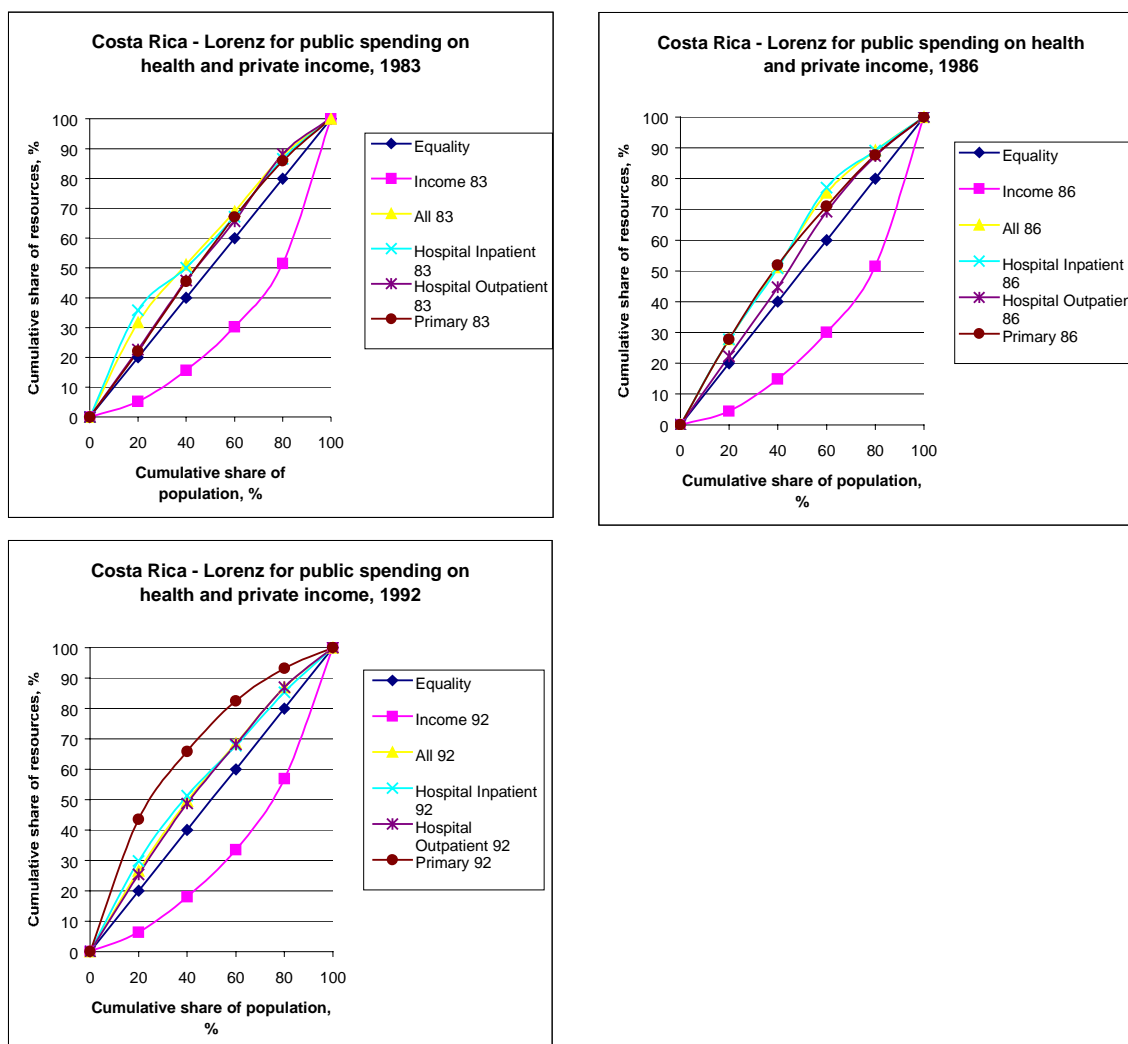 Costa Rica - Lorenz for public spending on
health and private income, 1983
100
90
80
70
60
50
40
30
20
10
0
0 20 40 60 80 100
Cumulative share of resources, %
Cumulative share of
population, %
Equality
Income 83
All 83
Hospital Inpatient
83
Hospital Outpatient
83
Primary 83
Costa Rica - Lorenz for public spending on health
and private income, 1986
100
90
80
70
60
50
40
30
20
10
0
0 20 40 60 80 100
Cumulative share of resources, %
Cumulative share of population,
%
Equality
Income 86
All 86
Hospital Inpatient
86
Hospital Outpatient
86
Primary 86
Costa Rica - Lorenz for public spending on
health and private income, 1992
100
90
80
70
60
50
40
30
20
10
0
0 20 40 60 80 100
Cumulative share of resources, %
Cumulative share of population,
%
Equality
Income 92
All 92
Hospital Inpatient
92
Hospital
Outpatient 92
Primary 92